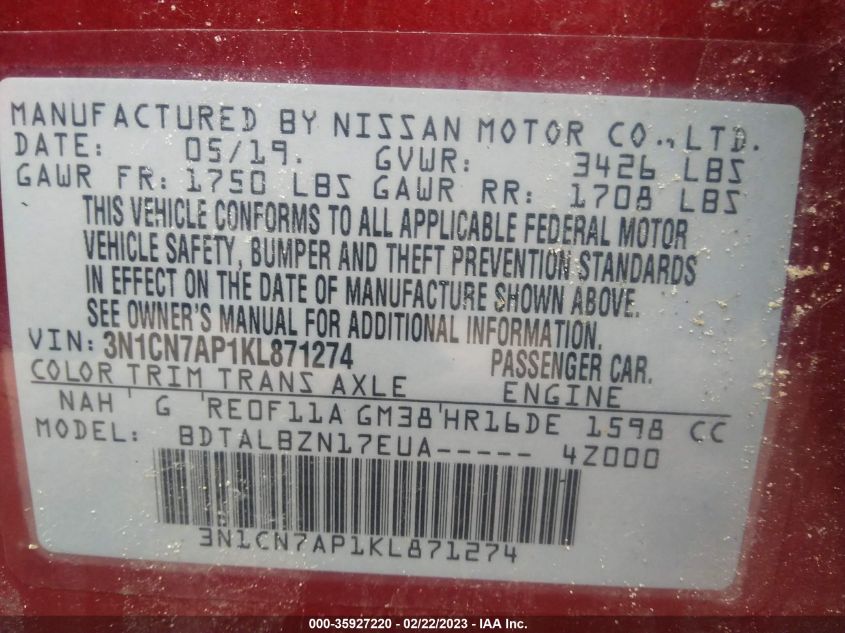 MANUFACTURED BY NISSAN MOTOR CO., LTD.
DATE: 05/19. GVWR: 3426 LBS
GAWR FR: 1750 LBS GAWR RR: 1708 LBS
THIS VEHICLE CONFORMS TO ALL APPLICABLE FEDERAL MOTOR
VEHICLE SAFETY, BUMPER AND THEFT PREVENTION STANDARDS
IN EFFECT ON THE DATE OF MANUFACTURE SHOWN ABOVE.
SEE OWNER'S MANUAL FOR ADDITIONAL INFORMATION.
VIN: 3N1CN7AP1KL871274 PASSENGER CAR.
COLOR TRIM TRANS AXLE ENGINE
NAH G RE0F11A GM38 HR16DE 1598 CC
MODEL: BDTALBZN17EUA----- 4Z000
3N1CN7AP1KL871274
000-35927220 - 02/22/2023 - IAA Inc.